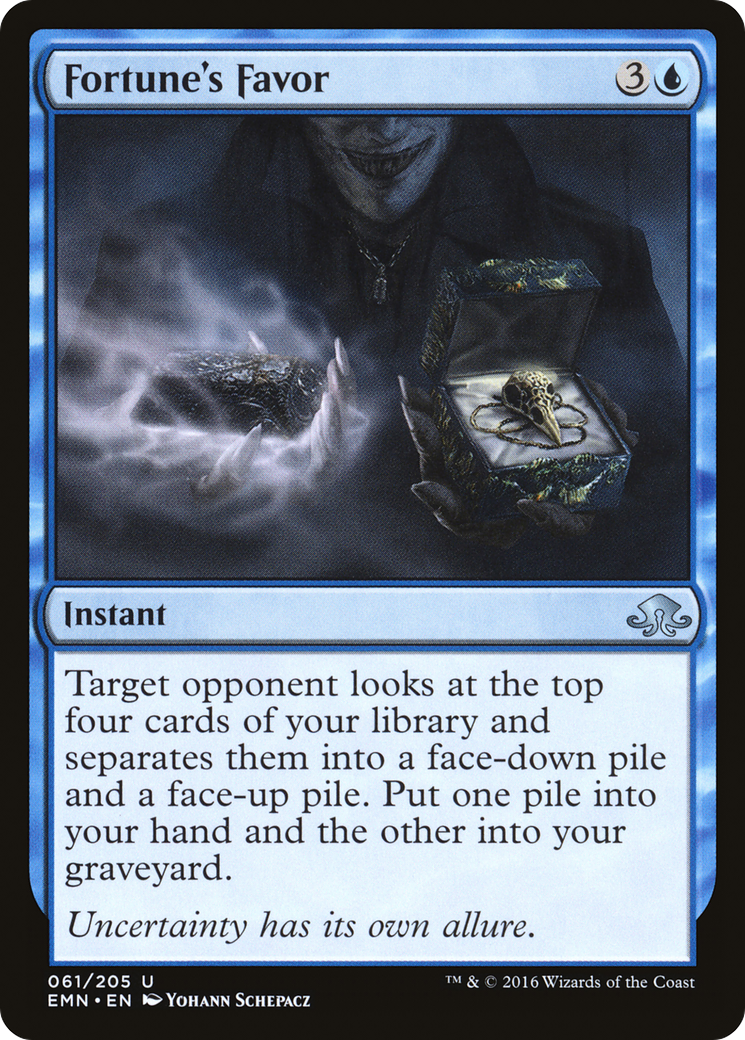 Fortune's Favor 3
Instant
Target opponent looks at the top
four cards of your library and
separates them into a face-down pile
and a face-up pile. Put one pile into
your hand and the other into your
graveyard.
Uncertainty has its own allure.
061/205 U
™ & © 2016 Wizards of the Coast
EMN • EN Yohann Schepacz